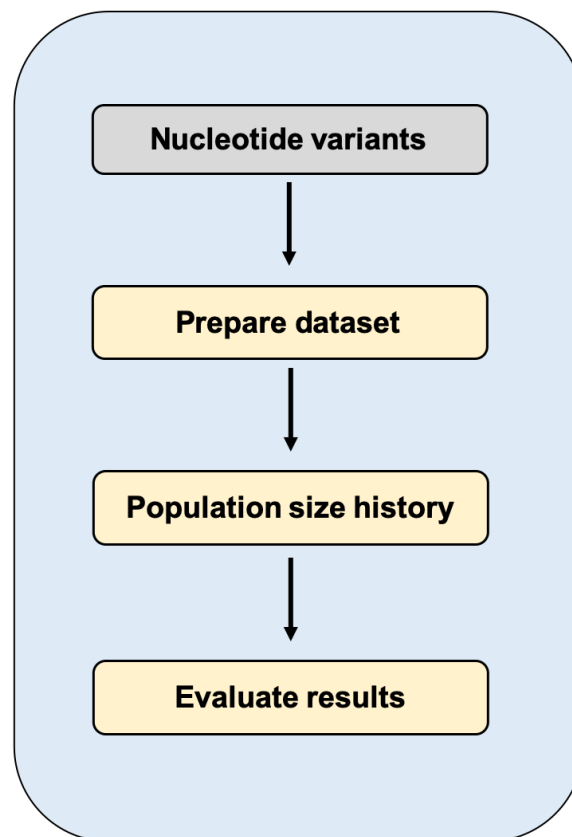 Nucleotide variants
Prepare dataset
Population size history
Evaluate results